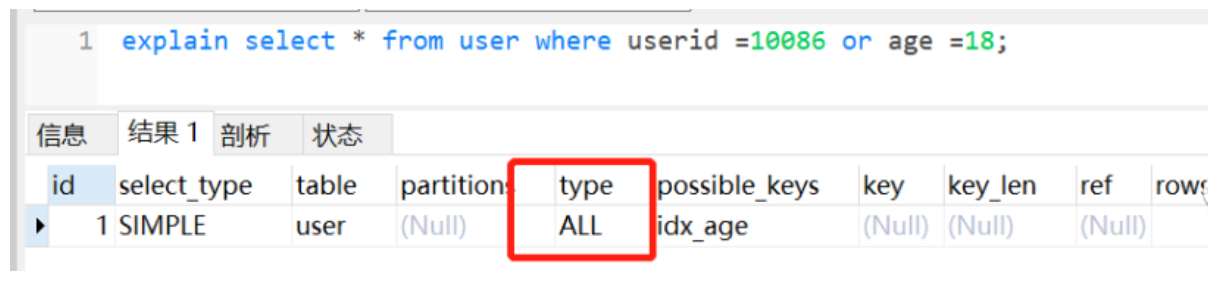 1 explain select * from user where userid =10086 or age =18;
信息 结果 1 剖析 状态
id select_type table partitions type possible_keys key key_len ref rows
1 SIMPLE user (Null) ALL idx_age (Null) (Null) (Null)